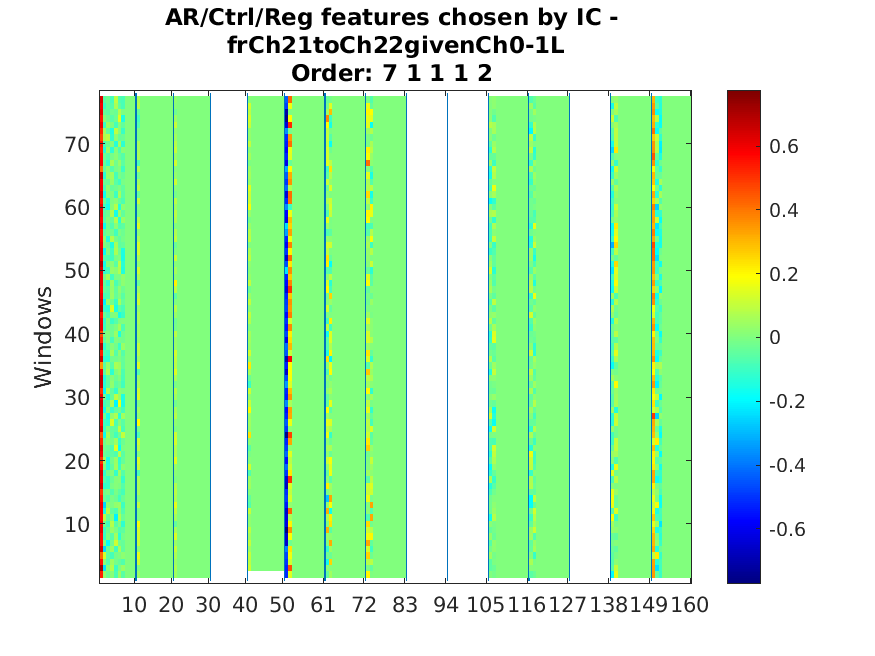 AR/Ctrl/Reg features chosen by IC -
frCh21toCh22givenCh0-1L
Order: 7 1 1 1 2
Windows
70
60
50
40
30
20
10
10 20 30 40 50 61 72 83 94 105 116 127 138 149 160
0.6
0.4
0.2
0
-0.2
-0.4
-0.6